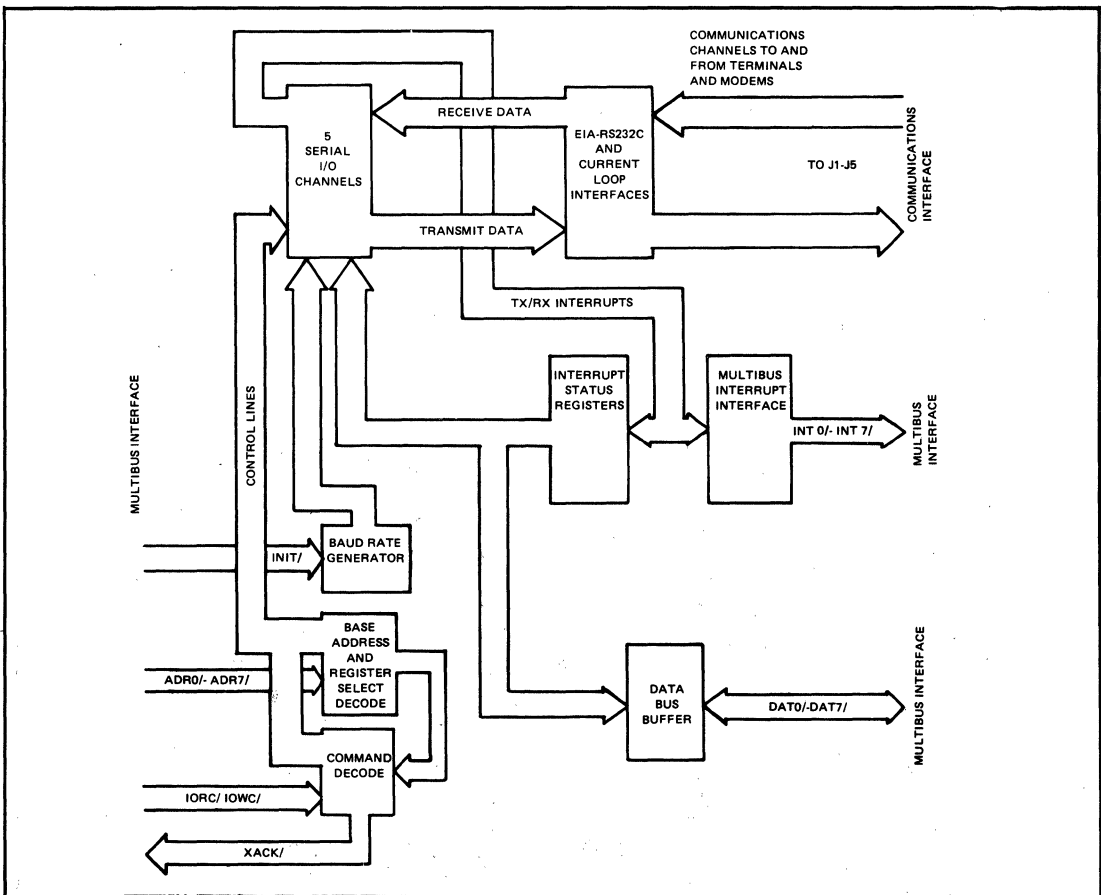 COMMUNICATIONS
CHANNELS TO AND
FROM TERMINALS
AND MODEMS
5
SERIAL
I/O
CHANNELS
RECEIVE DATA
EIA-RS232C
AND
CURRENT
LOOP
INTERFACES
TO J1-J5
COMMUNICATIONS
INTERFACE
TRANSMIT DATA
TX/RX INTERRUPTS
MULTIBUS INTERFACE
CONTROL LINES
INTERRUPT
STATUS
REGISTERS
MULTIBUS
INTERRUPT
INTERFACE
INT 0/- INT 7/
MULTIBUS
INTERFACE
INIT/
BAUD RATE
GENERATOR
BASE
ADDRESS
AND
REGISTER
SELECT
DECODE
ADR0/- ADR7/
DATA
BUS
BUFFER
DAT0/-DAT7/
MULTIBUS INTERFACE
COMMAND
DECODE
IORC/ IOWC/
XACK/